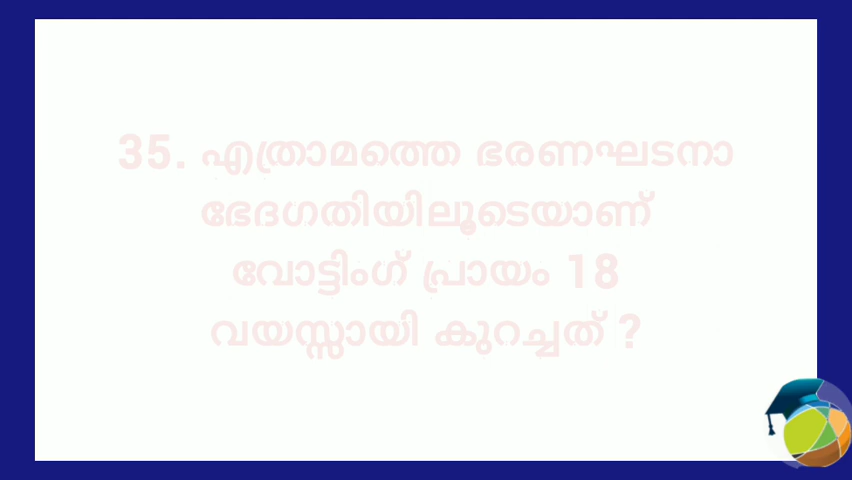 35. എത്രാമത്തെ ഭരണഘടനാ
ഭേദഗതിയിലൂടെയാണ്
വോട്ടിംഗ് പ്രായം 18
വയസ്സായി കുറച്ചത് ?